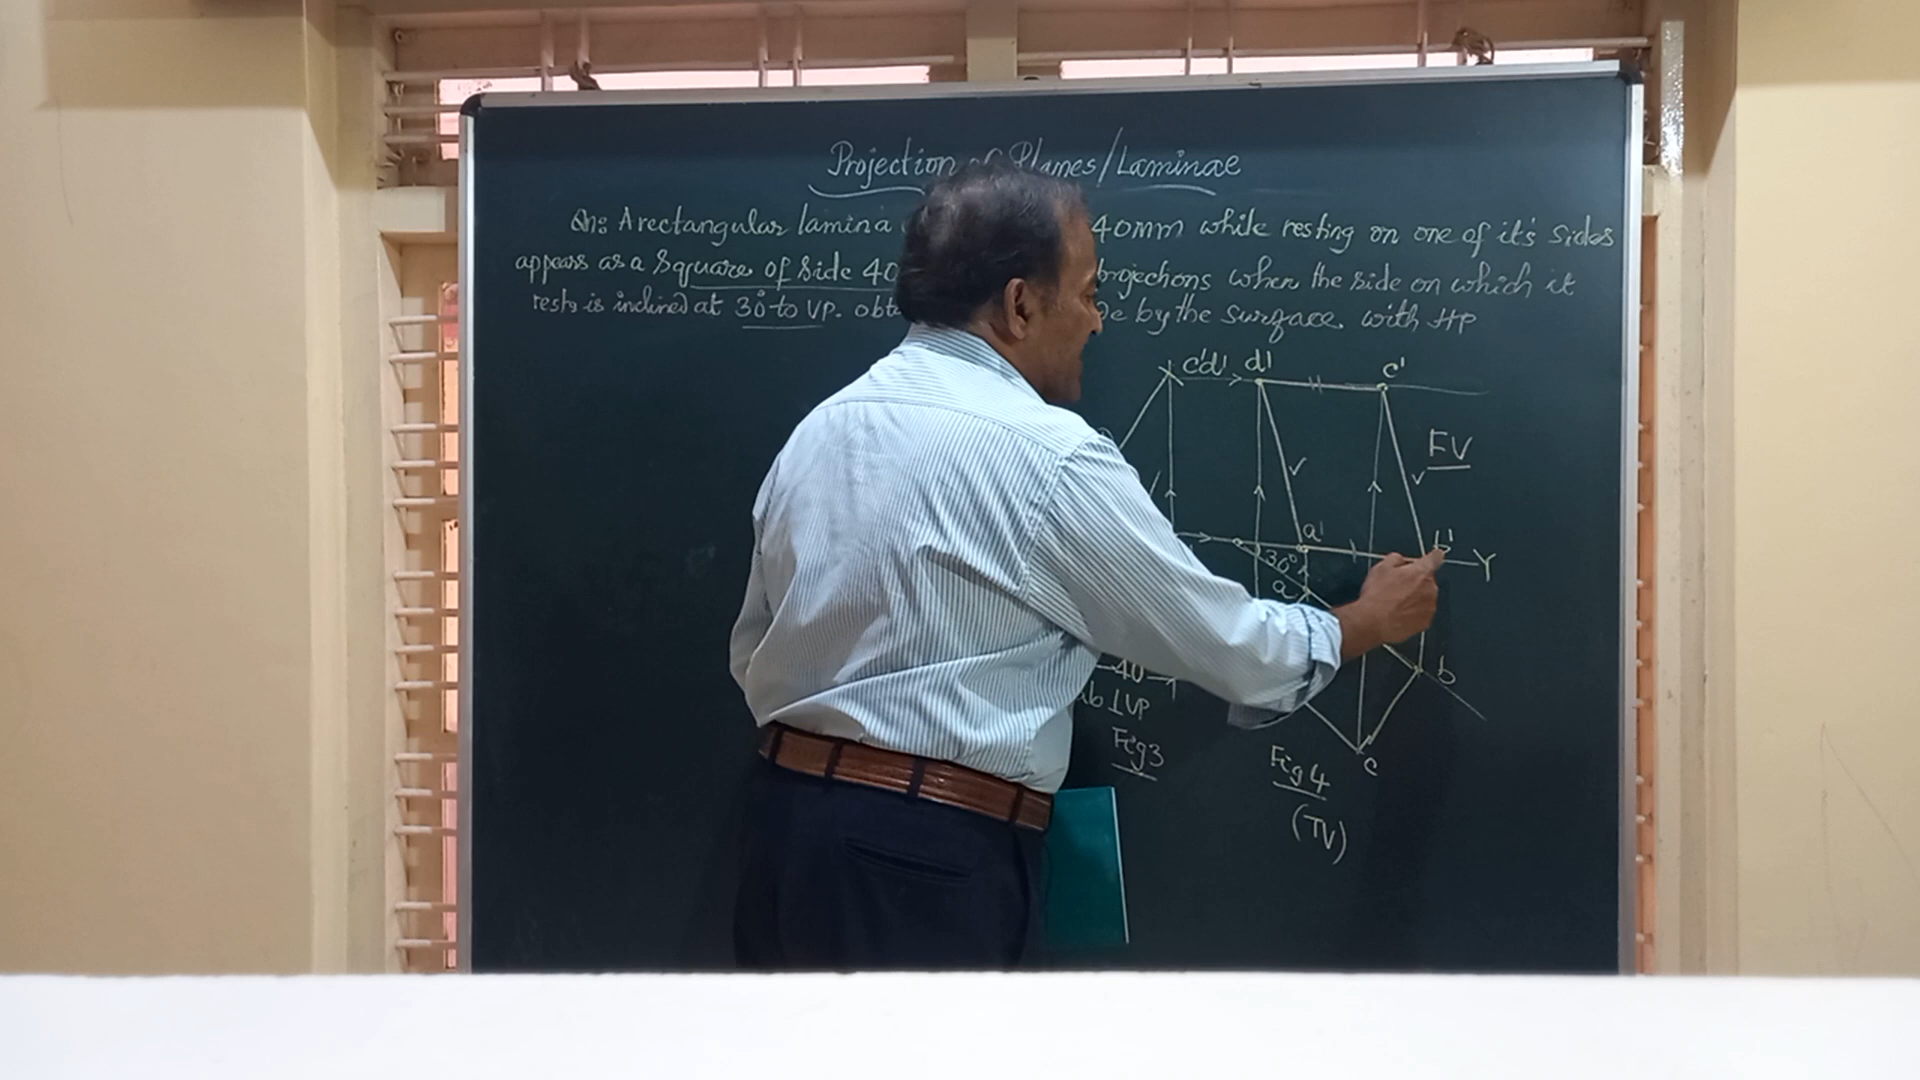 Projection of Planes/Laminae
Qn: A rectangular lamina 40mm while resting on one of it's sides
appears as a square of side 40 projections when the side on which it
rests is inclined at 30° to VP. by the surface with HP
c'd' d' c'
FV
a' b' Y
30°
a
40 b
ab⊥VP
Fig3
Fig4 c
(TV)